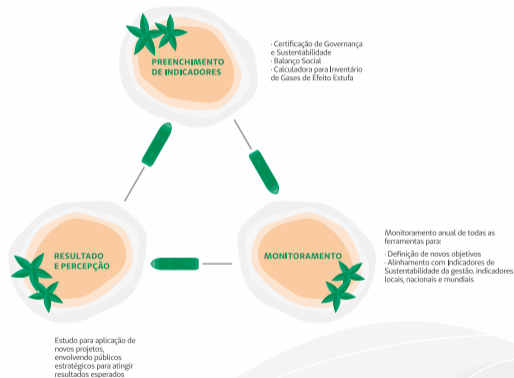 PREENCHIMENTO
DE INDICADORES
· Certificação de Governança
e Sustentabilidade
· Balanço Social
· Calculadora para Inventário
de Gases de Efeito Estufa
RESULTADO
E PERCEPÇÃO
MONITORAMENTO
Monitoramento anual de todas as
ferramentas para:
· Definição de novos objetivos
· Alinhamento com Indicadores de
Sustentabilidade da gestão, indicadores
locais, nacionais e mundiais
Estudo para aplicação de
novos projetos,
envolvendo públicos
estratégicos para atingir
resultados esperados